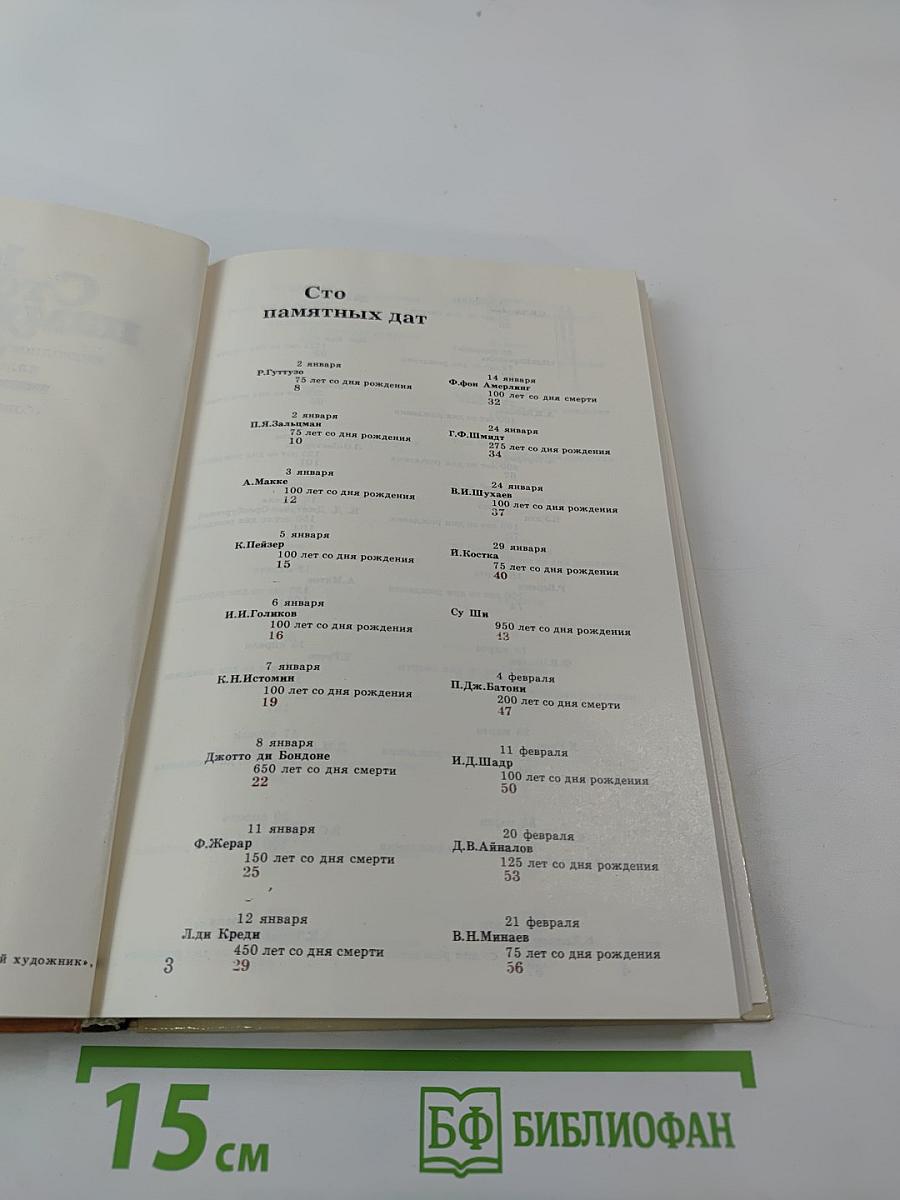 Сто
памятных дат
2 января
Р.Гуттузо
75 лет со дня рождения
8
2 января
П.Я.Зальцман
75 лет со дня рождения
10
3 января
А.Макке
100 лет со дня рождения
12
5 января
К.Пейзер
100 лет со дня рождения
15
6 января
И.И.Голиков
100 лет со дня рождения
16
7 января
К.Н.Истомин
100 лет со дня рождения
19
8 января
Джотто ди Бондоне
650 лет со дня смерти
22
11 января
Ф.Жерар
150 лет со дня смерти
25
12 января
Л.ди Креди
450 лет со дня смерти
29
14 января
Ф.фон Амерлинг
100 лет со дня смерти
32
24 января
Г.Ф.Шмидт
275 лет со дня рождения
34
24 января
В.И.Шухаев
100 лет со дня рождения
37
29 января
Й.Костка
75 лет со дня рождения
40
Су Ши
950 лет со дня рождения
43
4 февраля
П.Дж.Батони
200 лет со дня смерти
47
11 февраля
И.Д.Шадр
100 лет со дня рождения
50
20 февраля
Д.В.Айналов
125 лет со дня рождения
53
21 февраля
В.Н.Минаев
75 лет со дня рождения
56
3
й художник»,
15 см
БФ БИБЛИОФАН